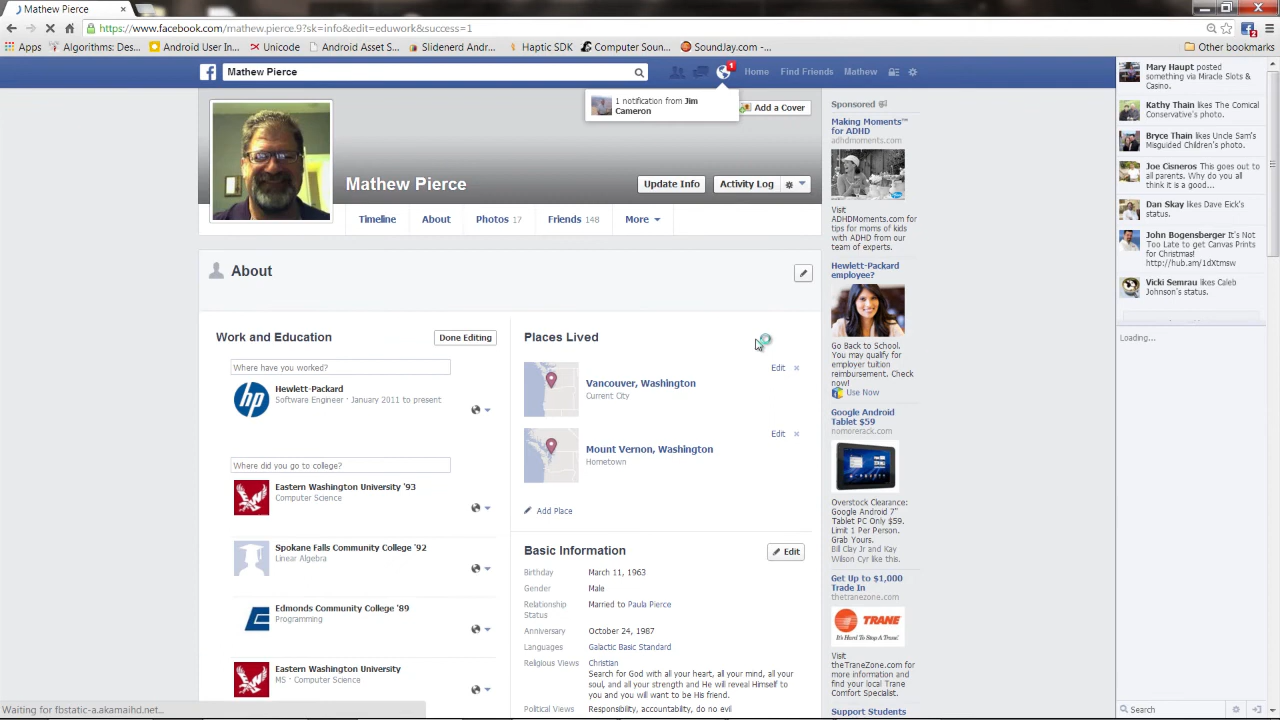 Mathew Pierce
https://www.facebook.com/mathew.pierce.9?sk=info&edit=eduwork&success=1
Apps
Algorithms: Des...
Android User In...
Unicode
Android Asset S...
Slidenerd Andr...
Haptic SDK
Computer Soun...
SoundJay.com -...
Other bookmarks
Mathew Pierce
1
Home
Find Friends
Mathew
1 notification from Jim
Cameron
Add a Cover
Mathew Pierce
Update Info
Activity Log
Timeline
About
Photos 17
Friends 148
More
About
Work and Education
Done Editing
Where have you worked?
Hewlett-Packard
Software Engineer · January 2011 to present
Where did you go to college?
Eastern Washington University '93
Computer Science
Spokane Falls Community College '92
Linear Algebra
Edmonds Community College '89
Programming
Eastern Washington University
MS · Computer Science
Places Lived
Edit
Vancouver, Washington
Current City
Edit
Mount Vernon, Washington
Hometown
Add Place
Basic Information
Edit
Birthday March 11, 1963
Gender Male
Relationship Married to Paula Pierce
Status
Anniversary October 24, 1987
Languages Galactic Basic Standard
Religious Views Christian
Search for God with all your heart, all your mind, all your
soul, and all your strength and He will reveal Himself to
you and you will want to be His friend.
Political Views Responsibility, accountability, do no evil
Sponsored
Making Moments™
for ADHD
adhdmoments.com
Visit
ADHDMoments.com for
tips for moms of kids
with ADHD from our
team of experts.
Hewlett-Packard
employee?
Go Back to School.
You may qualify for
employer tuition
reimbursement. Check
now!
Use Now
Google Android
Tablet $59
nomorerack.com
Overstock Clearance:
Google Android 7"
Tablet PC Only $59.
Limit 1 Per Person.
Grab Yours.
Bill Clay Jr and Kay
Wilson Cyr like this.
Get Up to $1,000
Trade In
thetranezone.com
TRANE
It's Hard To Stop A Trane.
Visit
theTraneZone.com for
more information and
find your local Trane
Comfort Specialist.
Support Students
Mary Haupt posted
something via Miracle Slots &
Casino.
Kathy Thain likes The Comical
Conservative's photo.
Bryce Thain likes Uncle Sam's
Misguided Children's photo.
Joe Cisneros This goes out to
all parents. Why do you all
think it is a good...
Dan Skay likes Dave Eick's
status.
John Bogensberger It's Not
Too Late to get Canvas Prints
for Christmas!
http://hub.am/1dXtmsw
Vicki Semrau likes Caleb
Johnson's status.
Loading...
Search
Waiting for fbstatic-a.akamaihd.net...